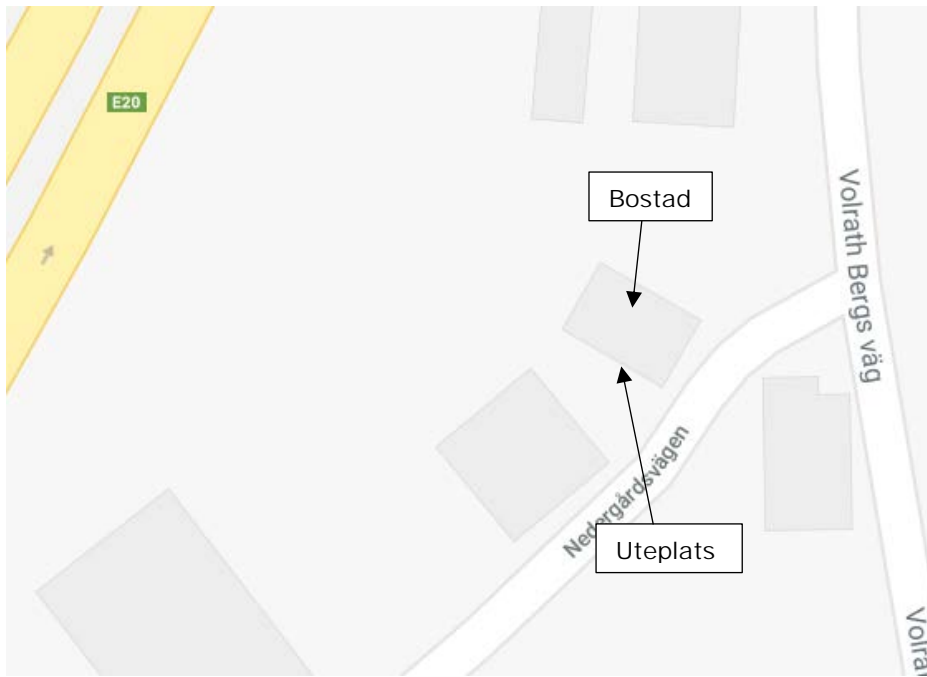 E20
Bostad
Volrath Bergs väg
Nedergårdsvägen
Uteplats
Volra